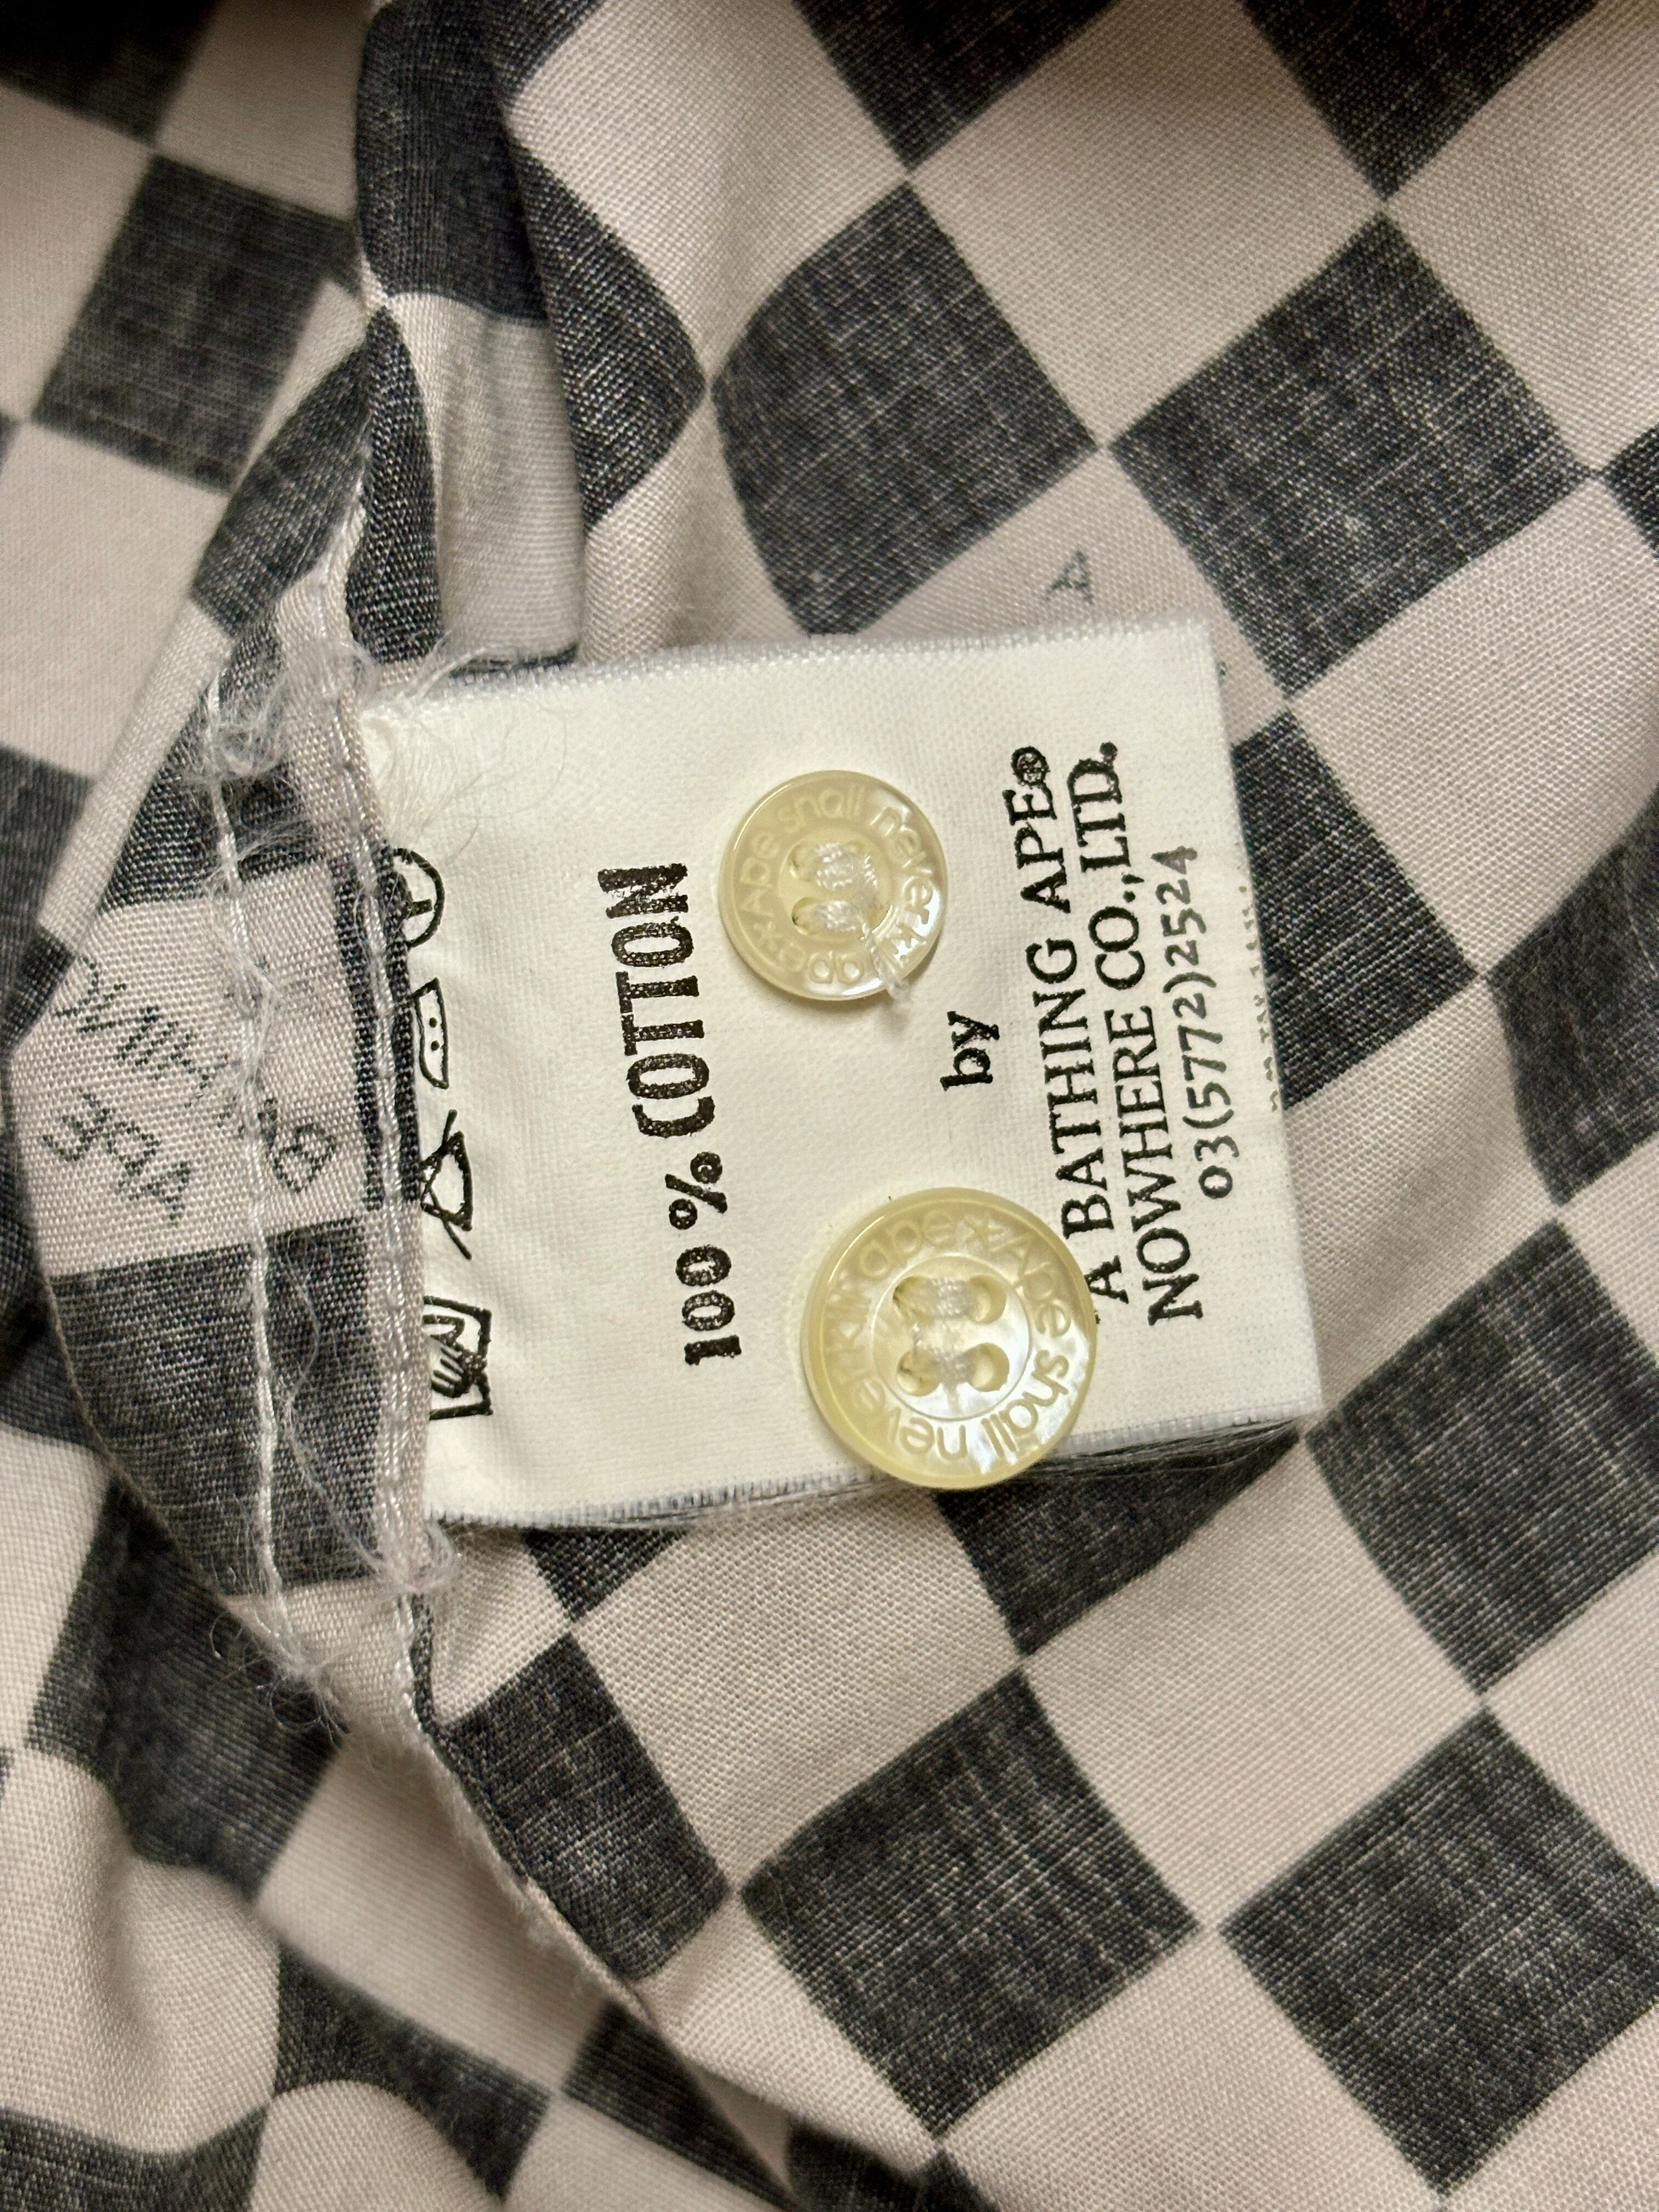 100% COTTON
by
A BATHING APE®
NOWHERE CO.,LTD.
03(5772)2524
Ape shall never kill ape ×
Ape shall never kill ape ×
A